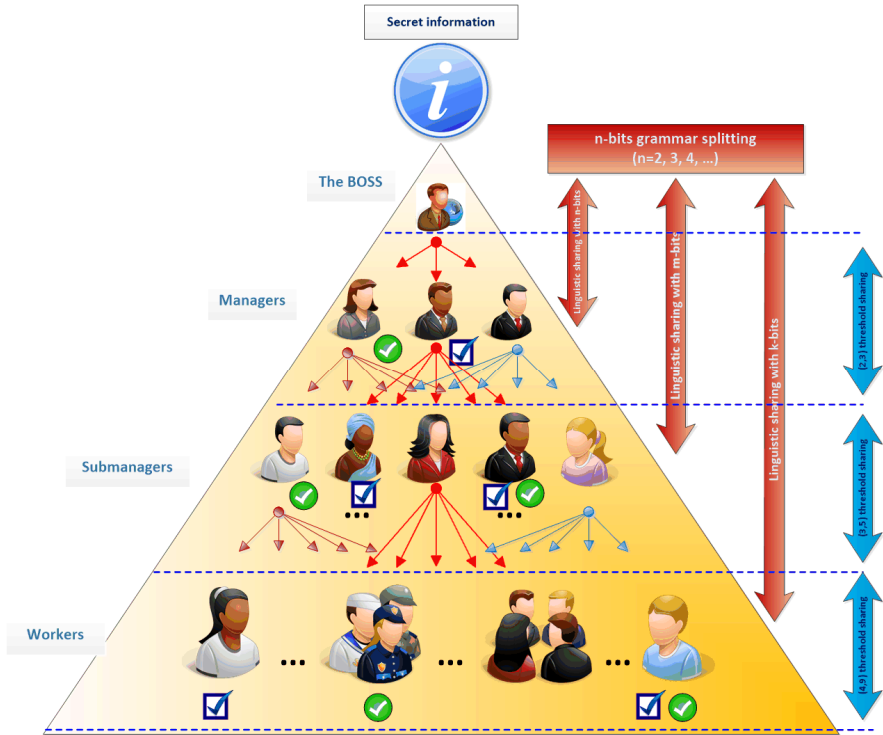 Secret information
i
n-bits grammar splitting
(n=2, 3, 4, ...)
The BOSS
Linguistic sharing with n-bits
Linguistic sharing with m-bits
Linguistic sharing with k-bits
Managers
(2,3) threshold sharing
Submanagers
...
...
(3,5) threshold sharing
Workers
...
...
...
(4,9) threshold sharing